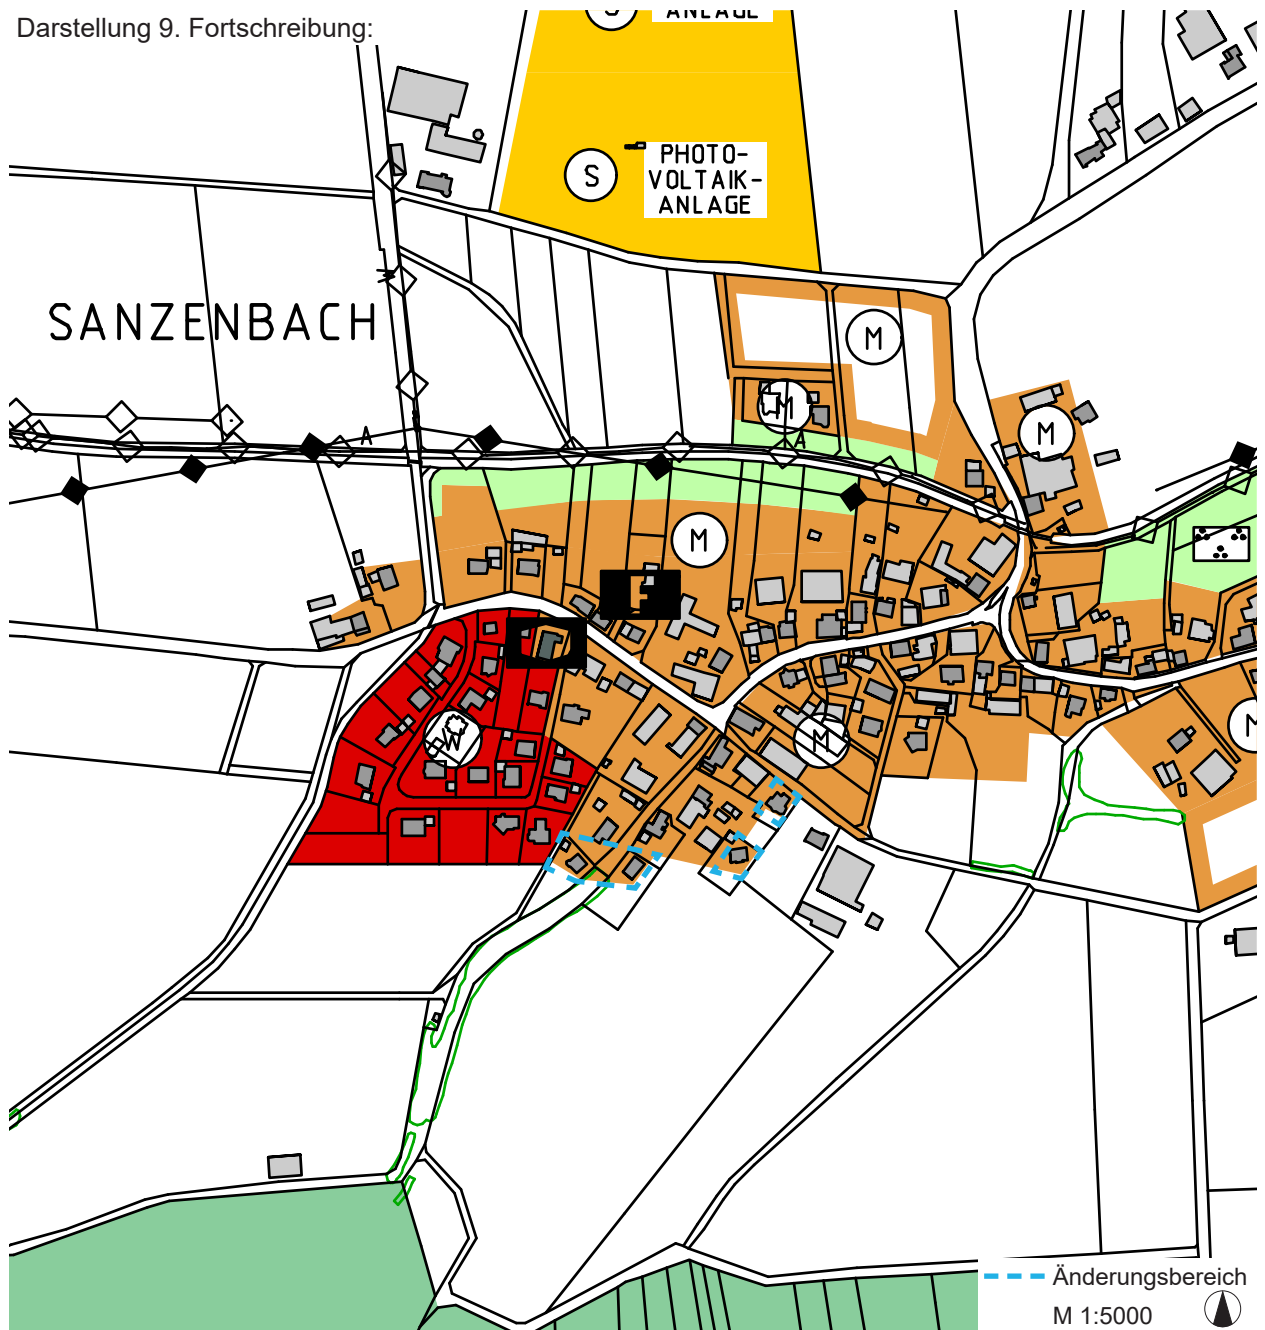 Darstellung 9. Fortschreibung:
S
ANLAGE
S
PHOTO-
VOLTAIK-
ANLAGE
SANZENBACH
M
M
M
A
A
M
F
W
M
M
Änderungsbereich
M 1:5000